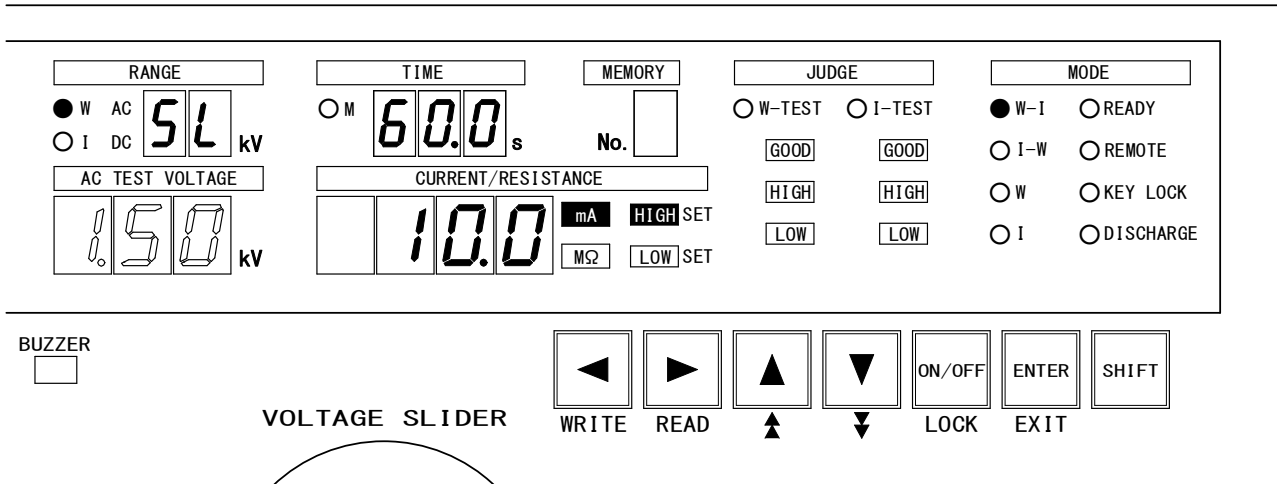 RANGE TIME MEMORY JUDGE MODE
W AC 5L kV M 60.0 s No. W-TEST I-TEST W-I READY
I DC GOOD GOOD I-W REMOTE
AC TEST VOLTAGE CURRENT/RESISTANCE HIGH HIGH W KEY LOCK
1.50 kV 10.0 mA HIGH SET LOW LOW I DISCHARGE
MΩ LOW SET
BUZZER
ON/OFF ENTER SHIFT
VOLTAGE SLIDER WRITE READ LOCK EXIT